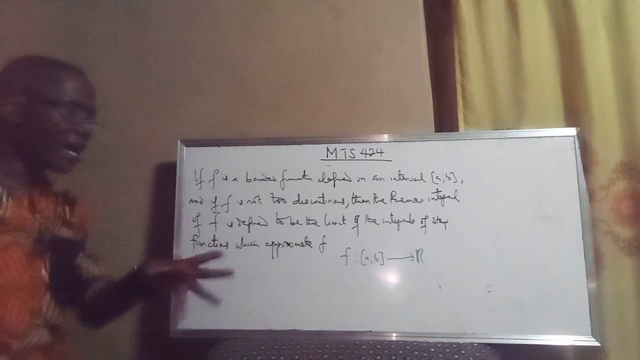 MTS 424
If f is a bounded function defined on an interval [a,b],
and if f is not too discontinuous, then the Riemann integral
of f is defined to be the limit of the integrals of step
functions which approximate f
f : [a,b] → ℝ